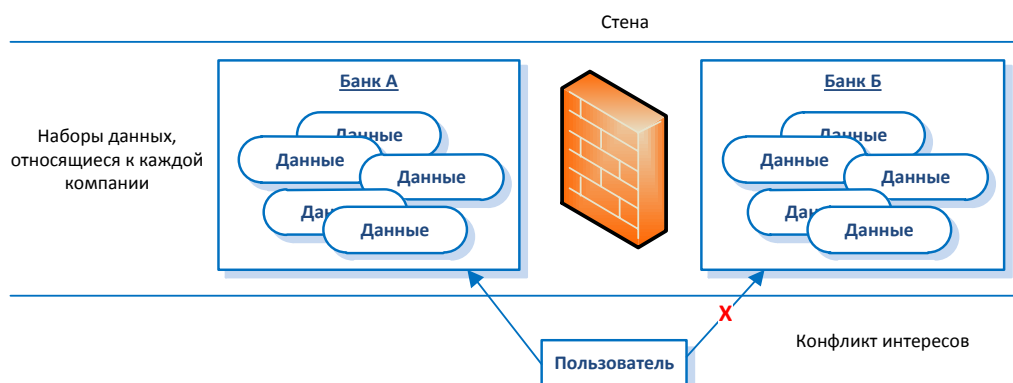 Стена
Банк А
Банк Б
Наборы данных,
относящиеся к каждой
компании
Данные
Данные
Данные
Данные
Данные
Данные
Данные
Данные
X
Конфликт интересов
Пользователь